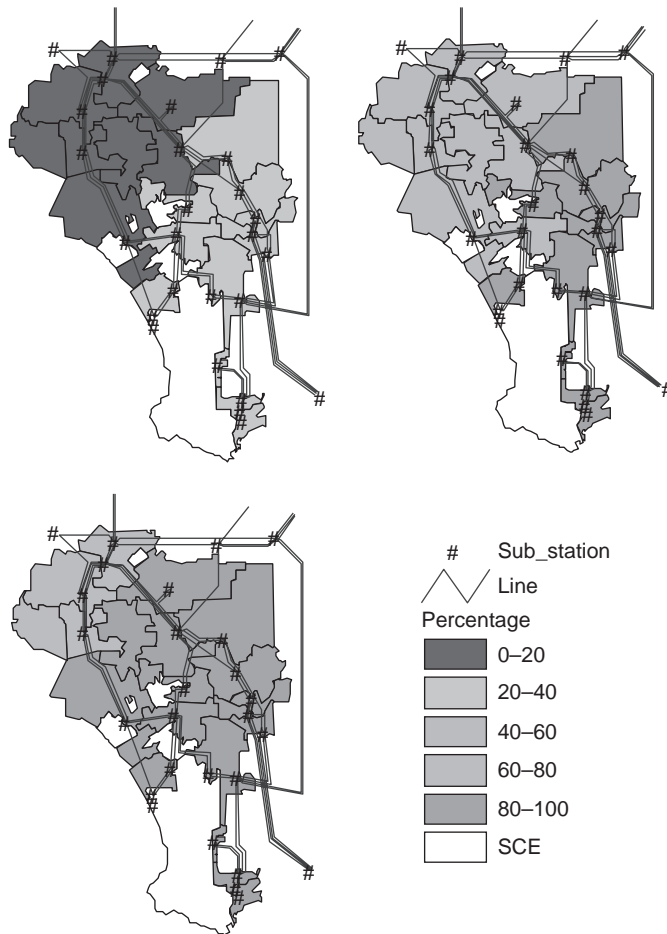 # Sub_station
Line
Percentage
0–20
20–40
40–60
60–80
80–100
SCE